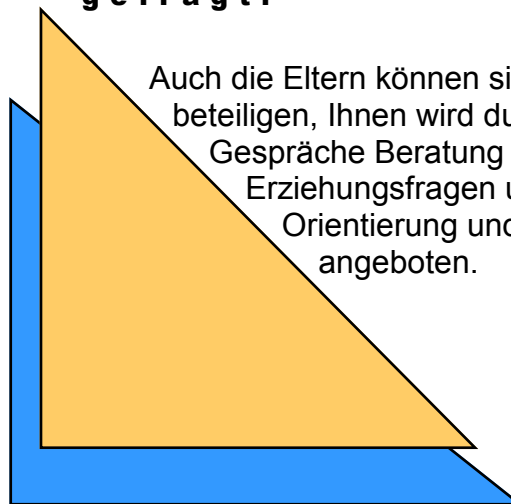 g e f r a g t
Auch die Eltern können
beteiligen, Ihnen wird
Gespräche Beratung
Erziehungsfragen
Orientierung und
angeboten.